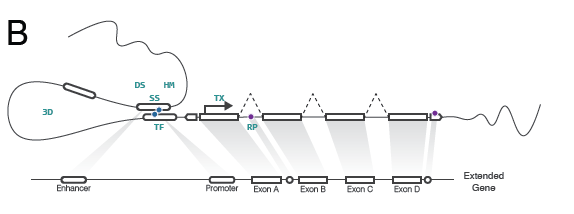 B
DS HM
SS
TX
3D
TF
RP
Enhancer
Promoter
Exon A
Exon B
Exon C
Exon D
Extended
Gene